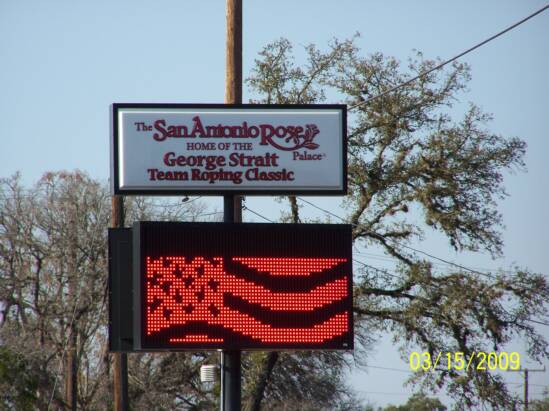 The San Antonio Rose Palace
HOME OF THE
George Strait
Team Roping Classic
03/15/2009